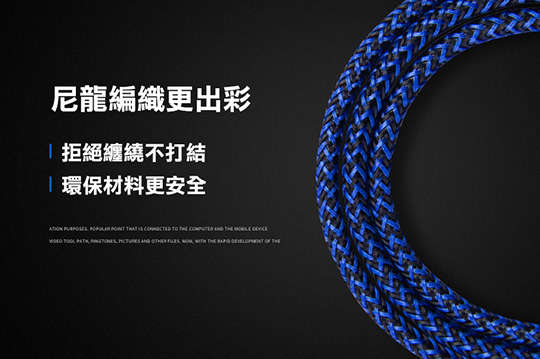 尼龍編織更出彩
拒絕纏繞不打結
環保材料更安全
ATION PURPOSES. POPULAR POINT THAT IS CONNECTED TO THE COMPUTER AND THE MOBILE DEVICE
VIDEO TOOL PATH, RINGTONES, PICTURES AND OTHER FILES. NOW, WITH THE RAPID DEVELOPMENT OF THE